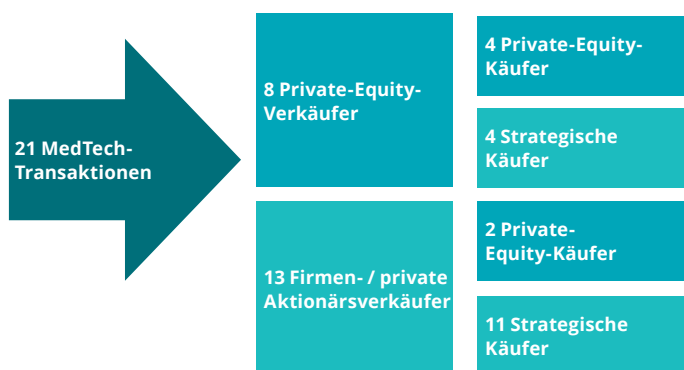 21 MedTech-
Transaktionen
8 Private-Equity-
Verkäufer
4 Private-Equity-
Käufer
4 Strategische
Käufer
13 Firmen- / private
Aktionärsverkäufer
2 Private-
Equity-Käufer
11 Strategische
Käufer